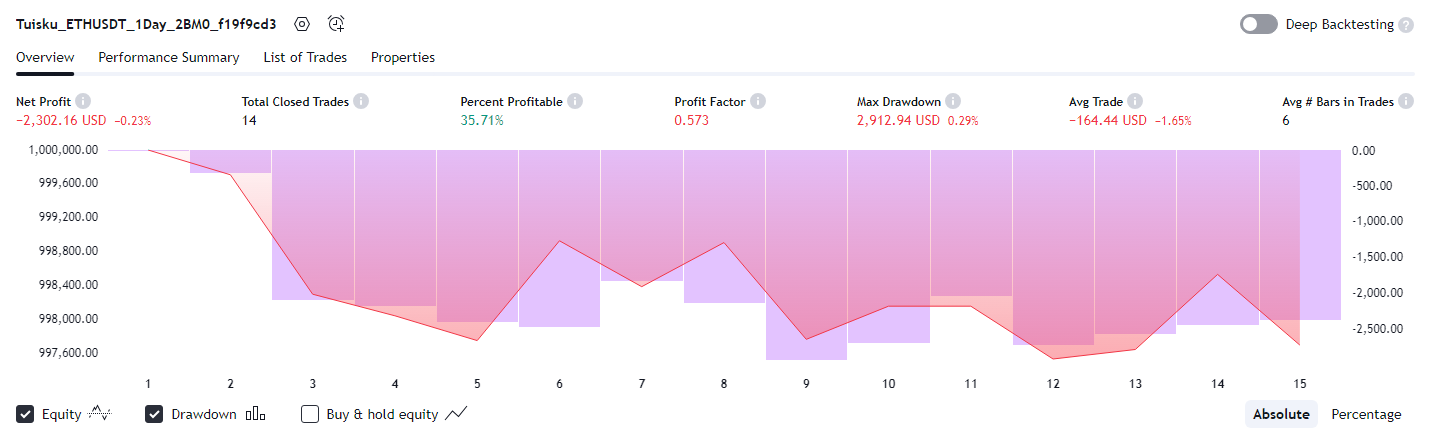 Tuisku_ETHUSDT_1Day_2BM0_f19f9cd3 Deep Backtesting ?
Overview Performance Summary List of Trades Properties
Net Profit Total Closed Trades Percent Profitable Profit Factor Max Drawdown Avg Trade Avg # Bars in Trades
−2,302.16 USD −0.23% 14 35.71% 0.573 2,912.94 USD 0.29% −164.44 USD −1.65% 6
1,000,000.00 0.00
999,600.00 -500.00
999,200.00 -1,000.00
998,800.00 -1,500.00
998,400.00 -2,000.00
998,000.00 -2,500.00
997,600.00
1 2 3 4 5 6 7 8 9 10 11 12 13 14 15
Equity Drawdown Buy & hold equity Absolute Percentage